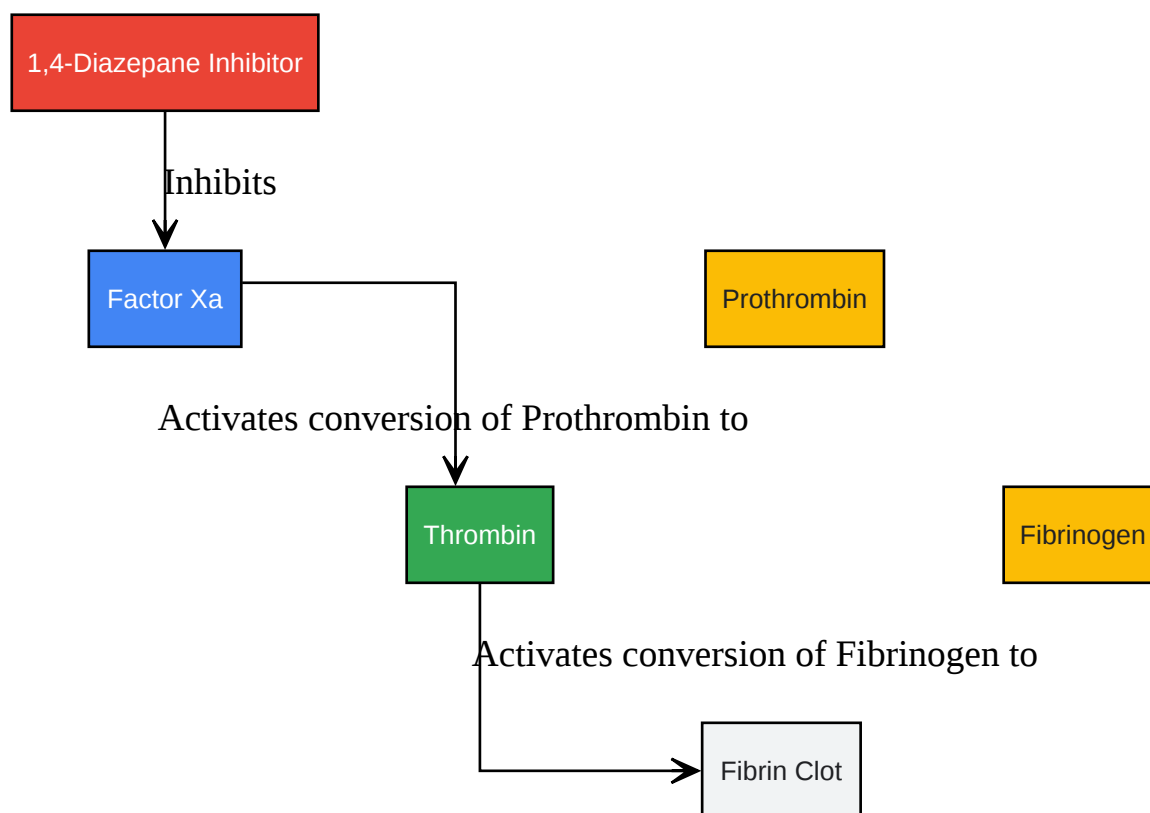 1,4-Diazepane Inhibitor
Inhibits
Factor Xa
Prothrombin
Activates conversion of Prothrombin to
Thrombin
Fibrinogen
Activates conversion of Fibrinogen to
Fibrin Clot